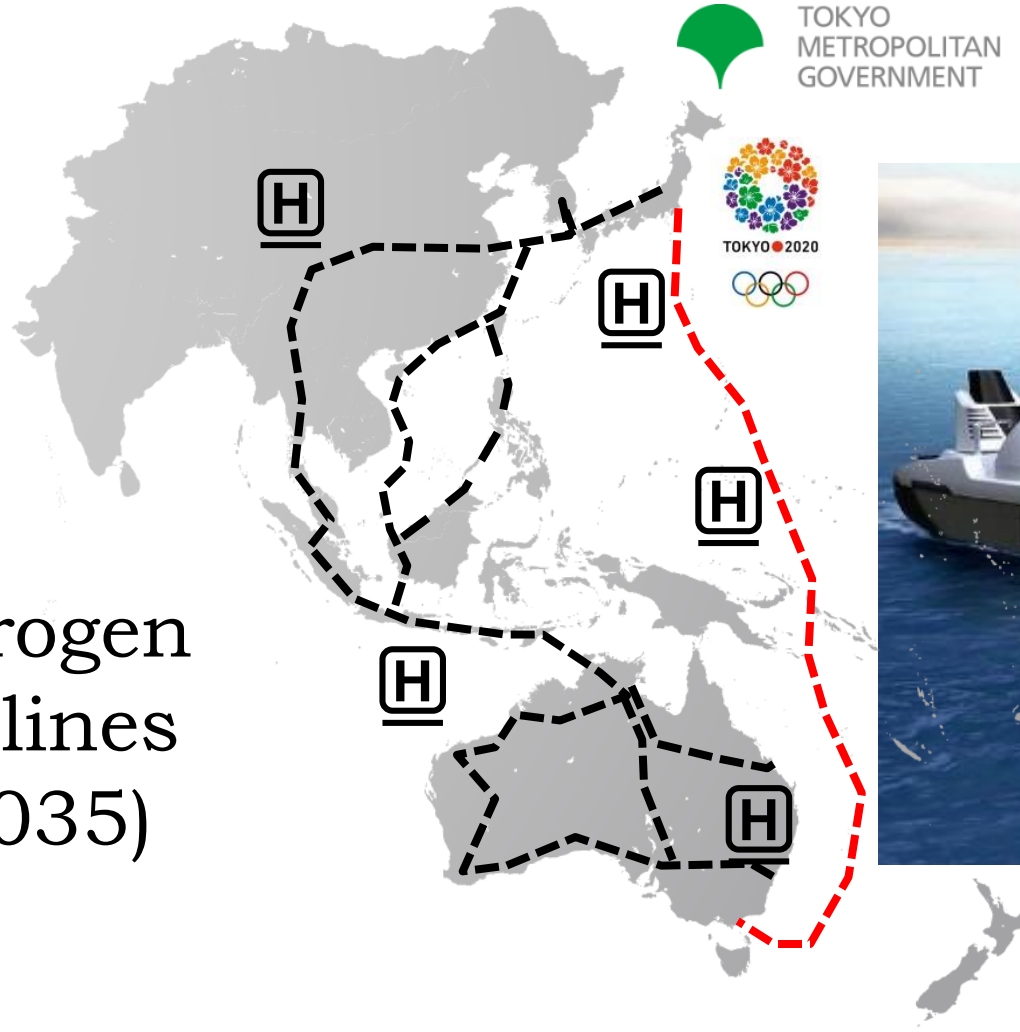 TOKYO
METROPOLITAN
GOVERNMENT
H
TOKYO 2020
H
H
rogen
lines
035)
H
H